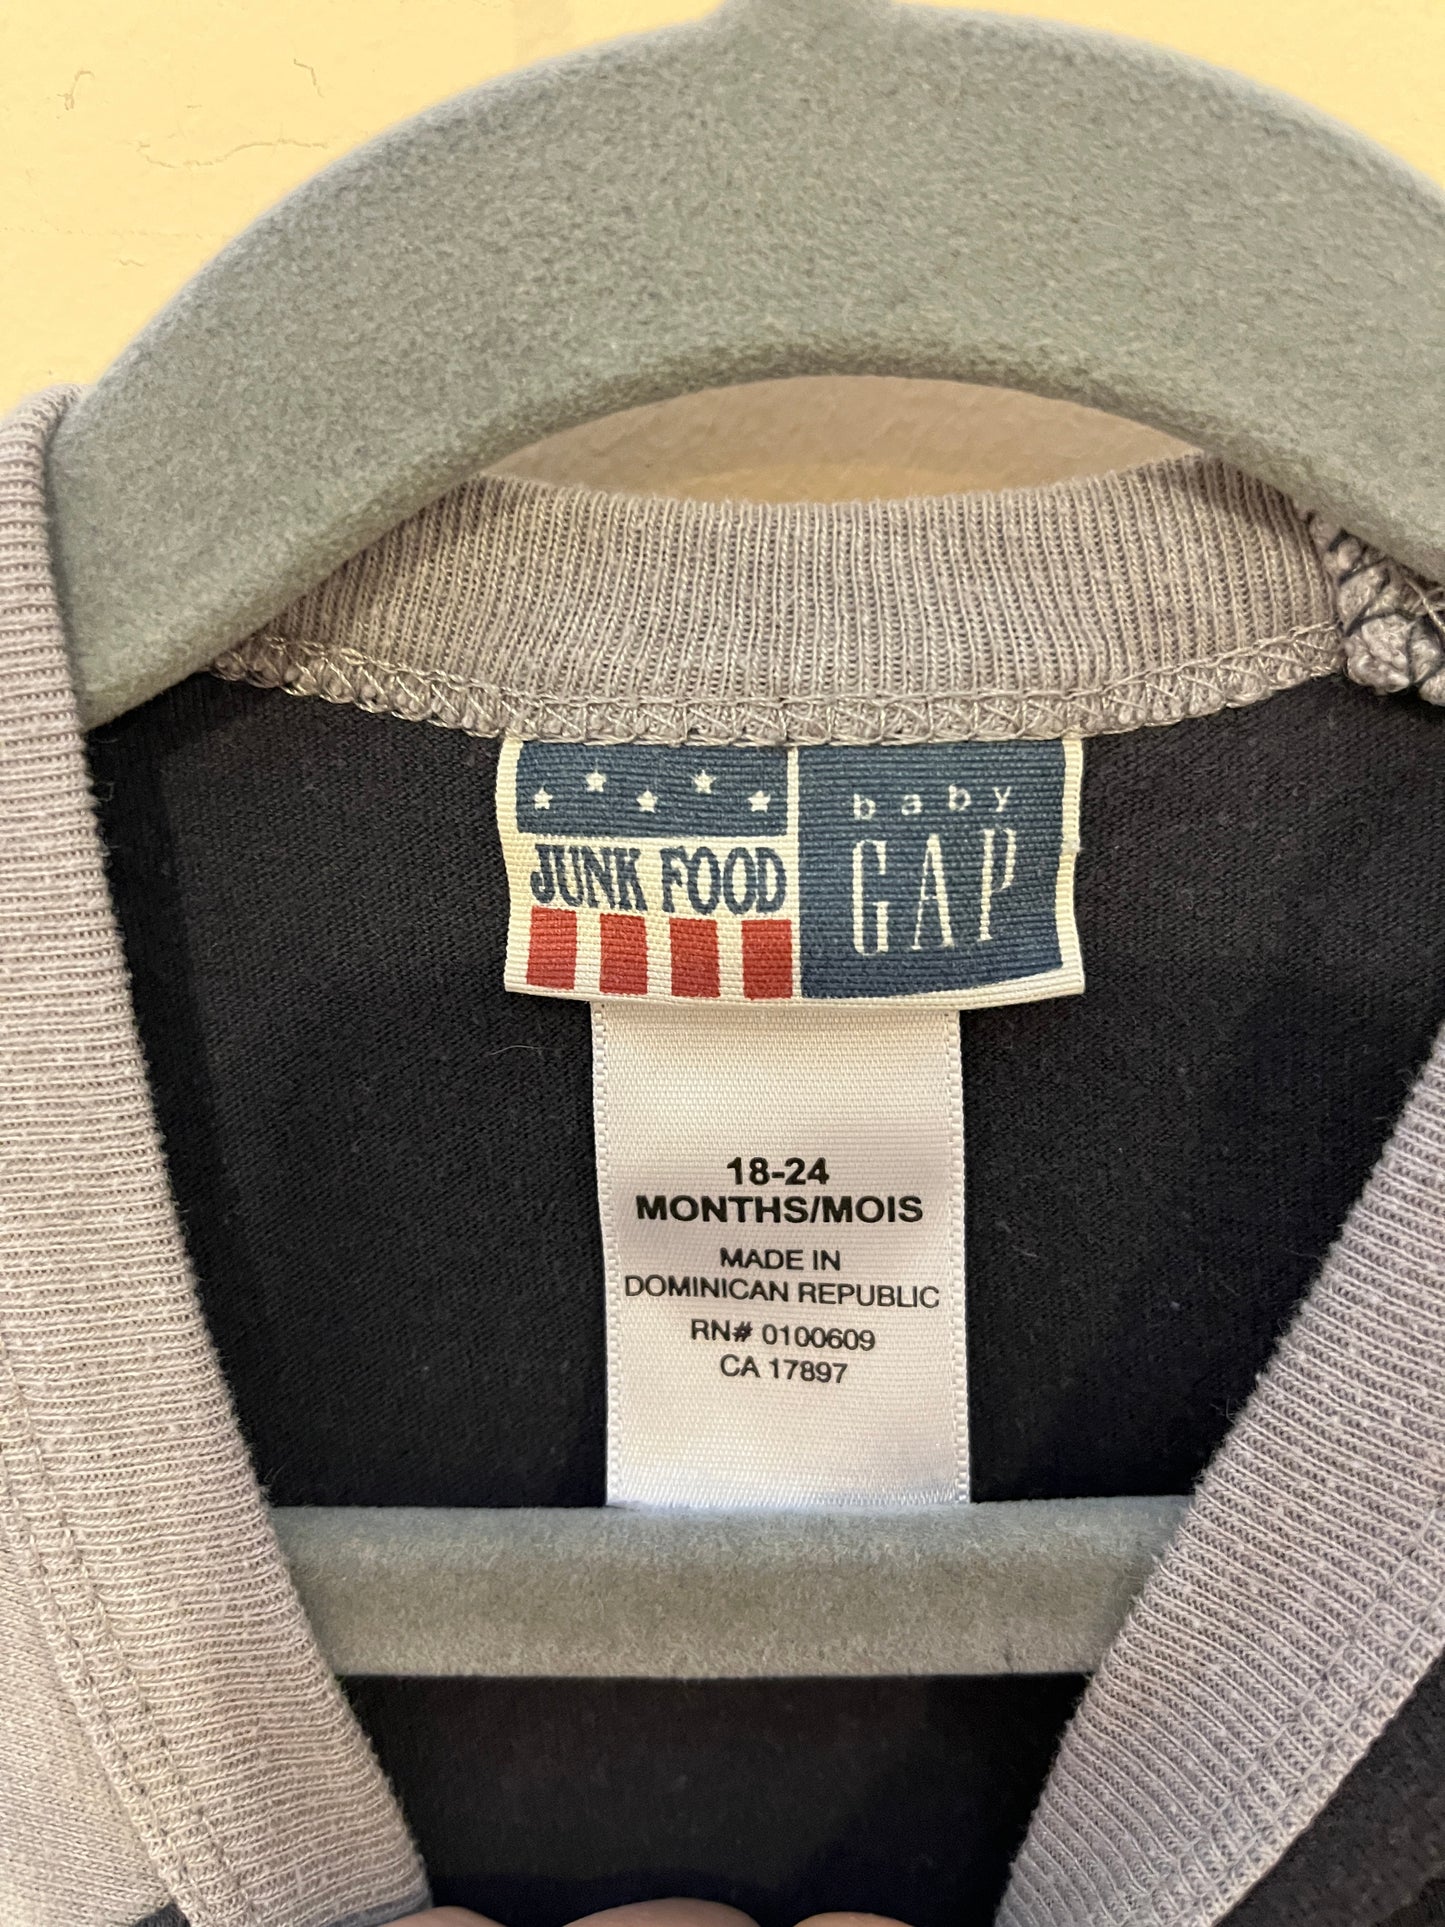 JUNK FOOD
baby
GAP
18-24
MONTHS/MOIS
MADE IN
DOMINICAN REPUBLIC
RN# 0100609
CA 17897